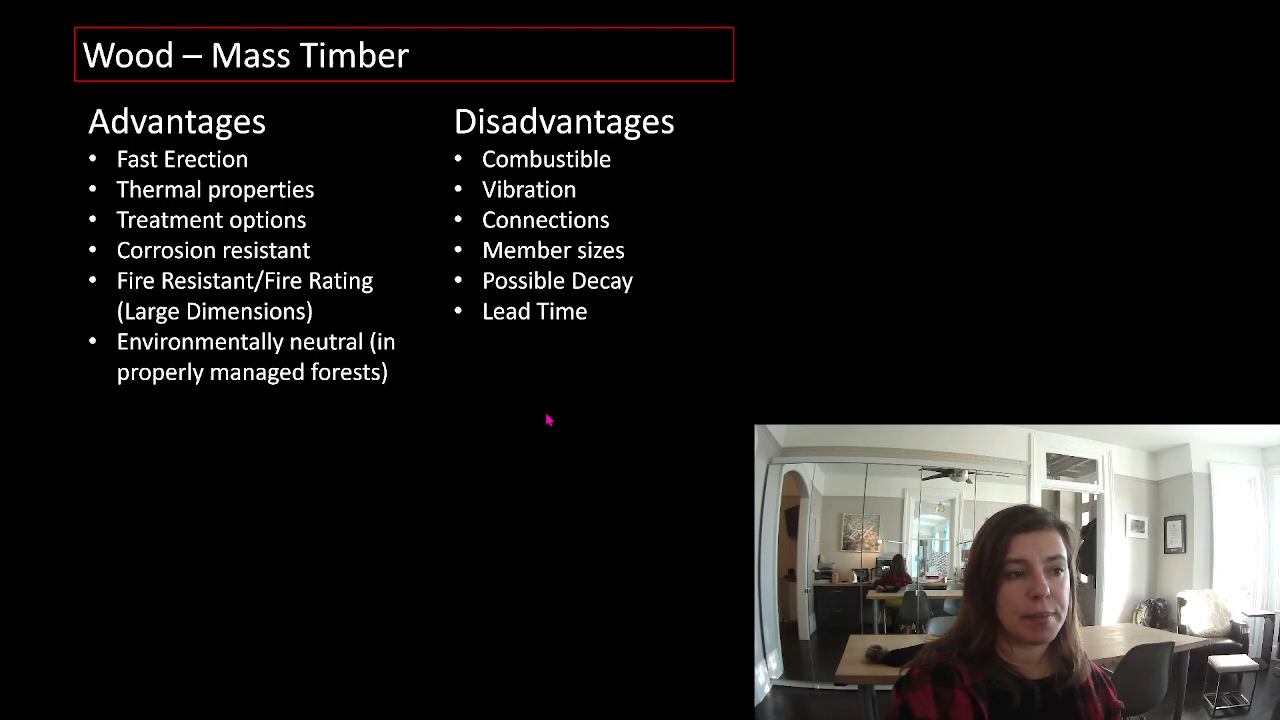 Wood – Mass Timber
Advantages
• Fast Erection
• Thermal properties
• Treatment options
• Corrosion resistant
• Fire Resistant/Fire Rating
(Large Dimensions)
• Environmentally neutral (in
properly managed forests)
Disadvantages
• Combustible
• Vibration
• Connections
• Member sizes
• Possible Decay
• Lead Time